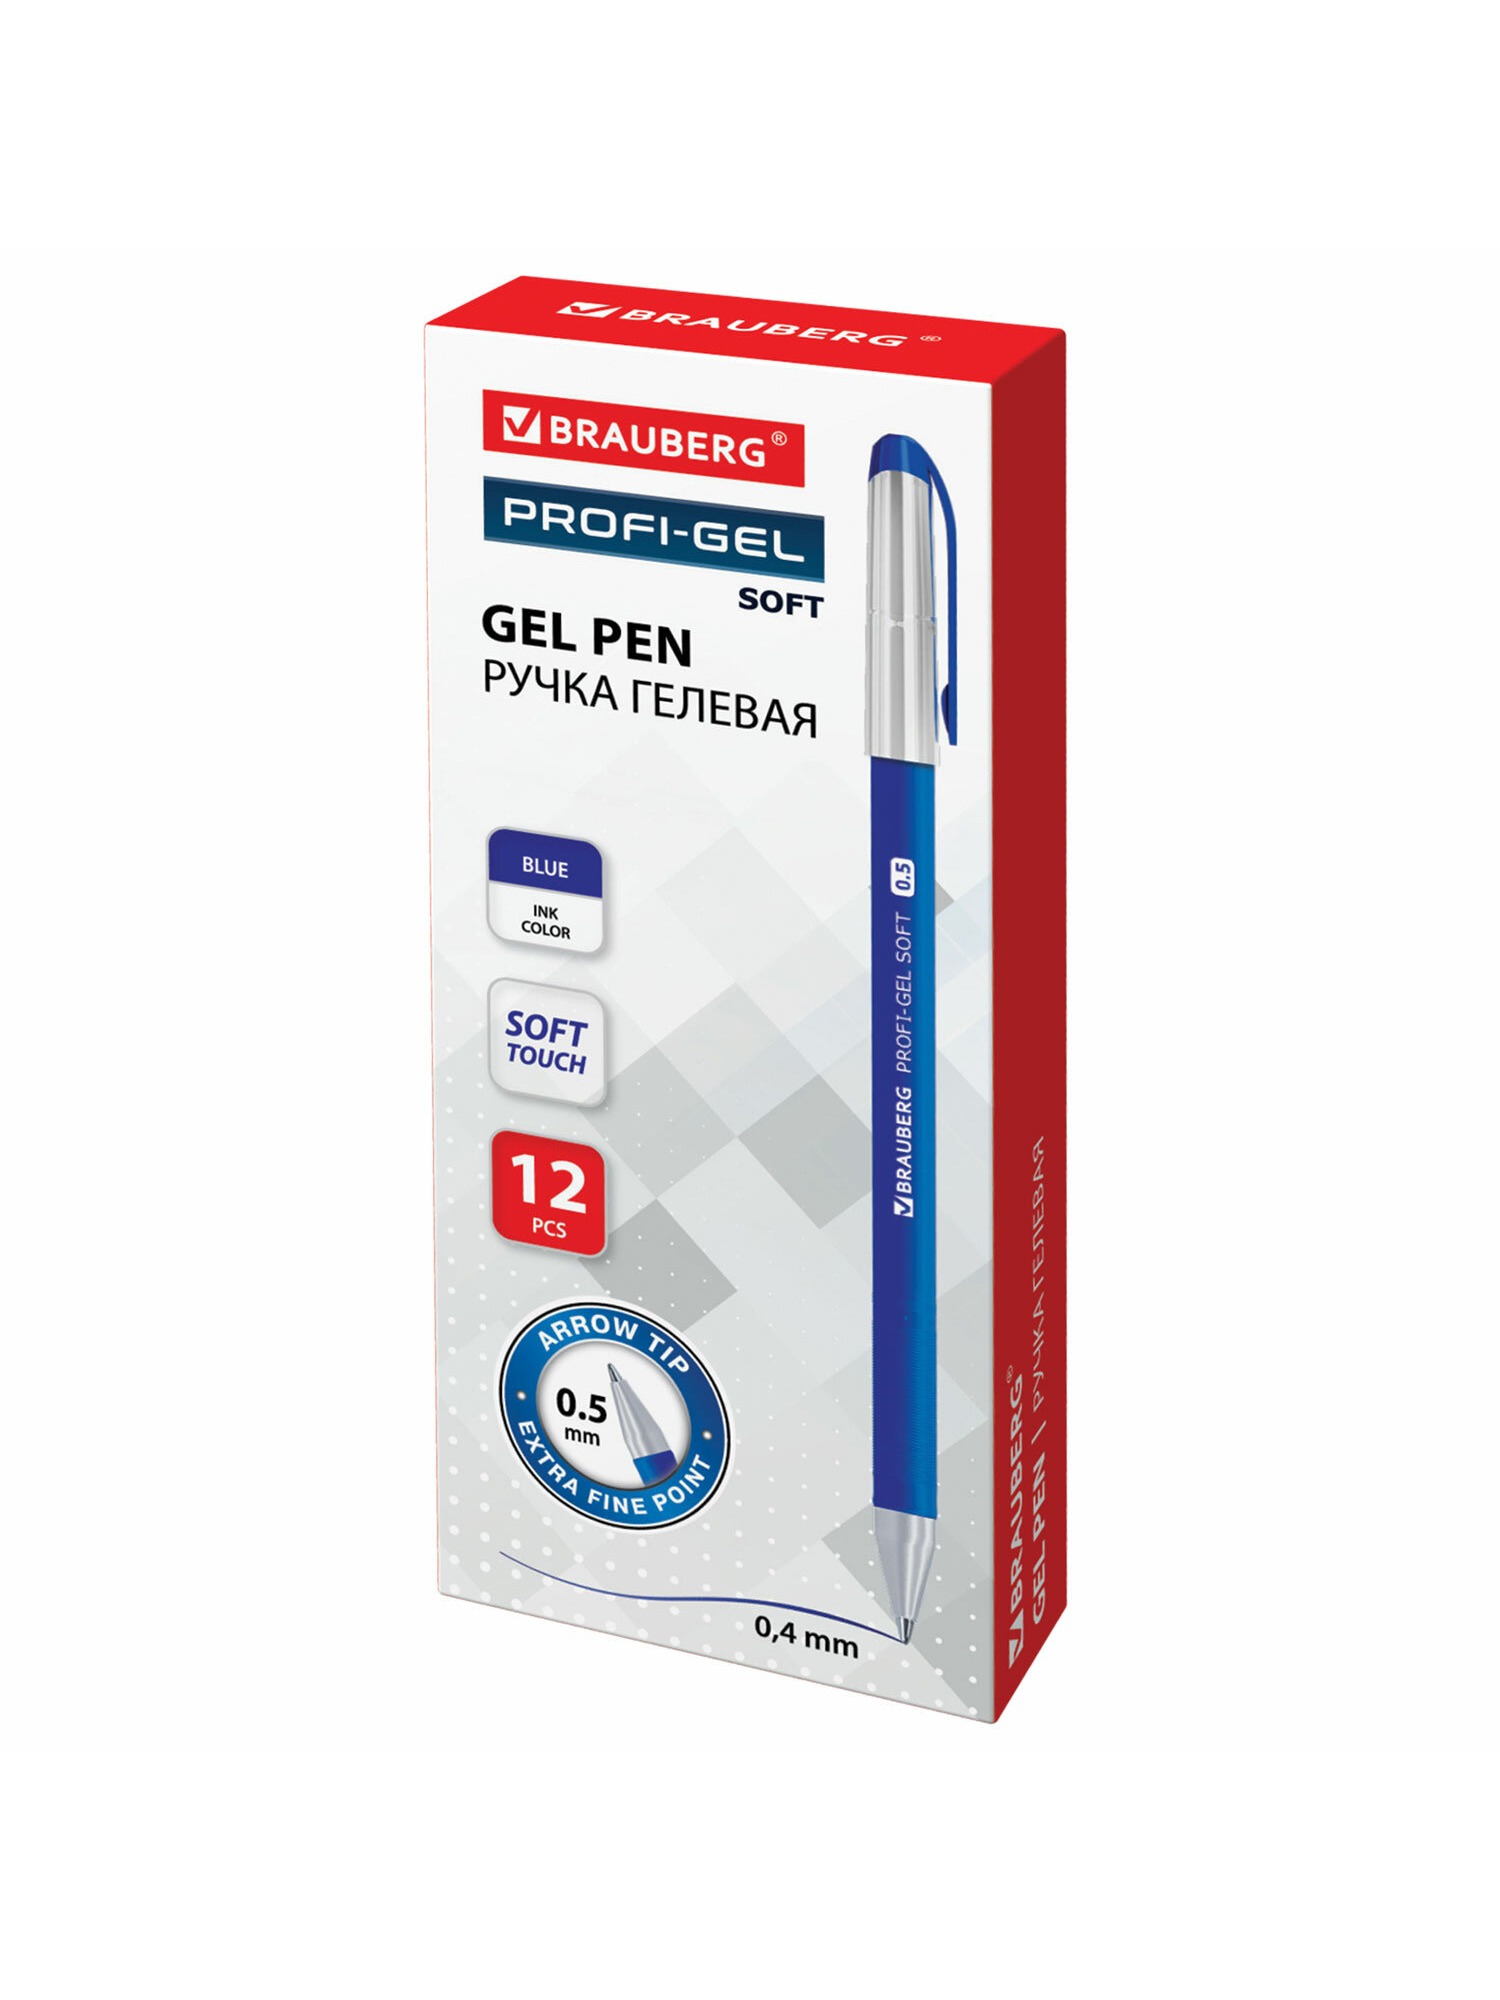 BRAUBERG®
BRAUBERG®
PROFI-GEL
SOFT
GEL PEN
РУЧКА ГЕЛЕВАЯ
BLUE
INK
COLOR
SOFT
TOUCH
12
PCS
ARROW TIP
0.5
mm
EXTRA FINE POINT
0,4 mm
BRAUBERG PROFI-GEL SOFT 0.5
BRAUBERG®
GEL PEN | РУЧКА ГЕЛЕВАЯ